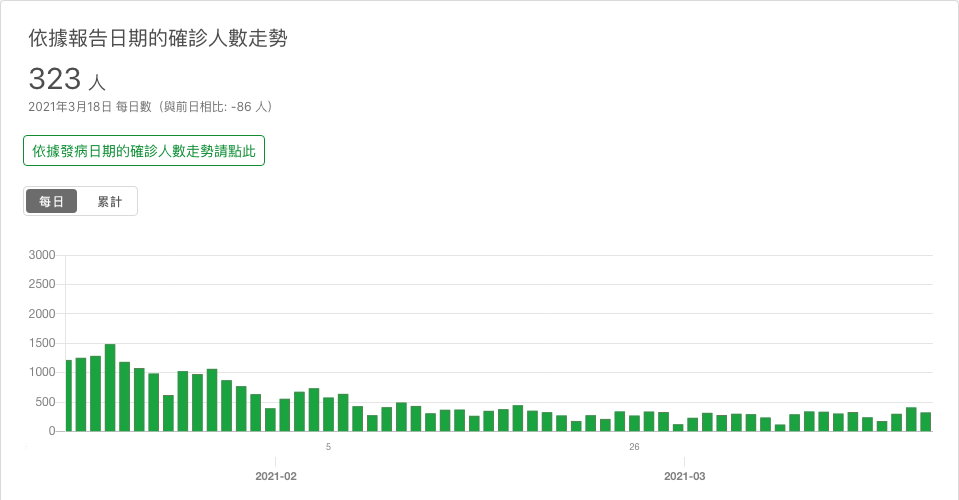 依據報告日期的確診人數走勢
323 人
2021年3月18日 每日數（與前日相比: -86 人）
依據發病日期的確診人數走勢請點此
每日 累計
3000
2500
2000
1500
1000
500
0
5 26
2021-02 2021-03